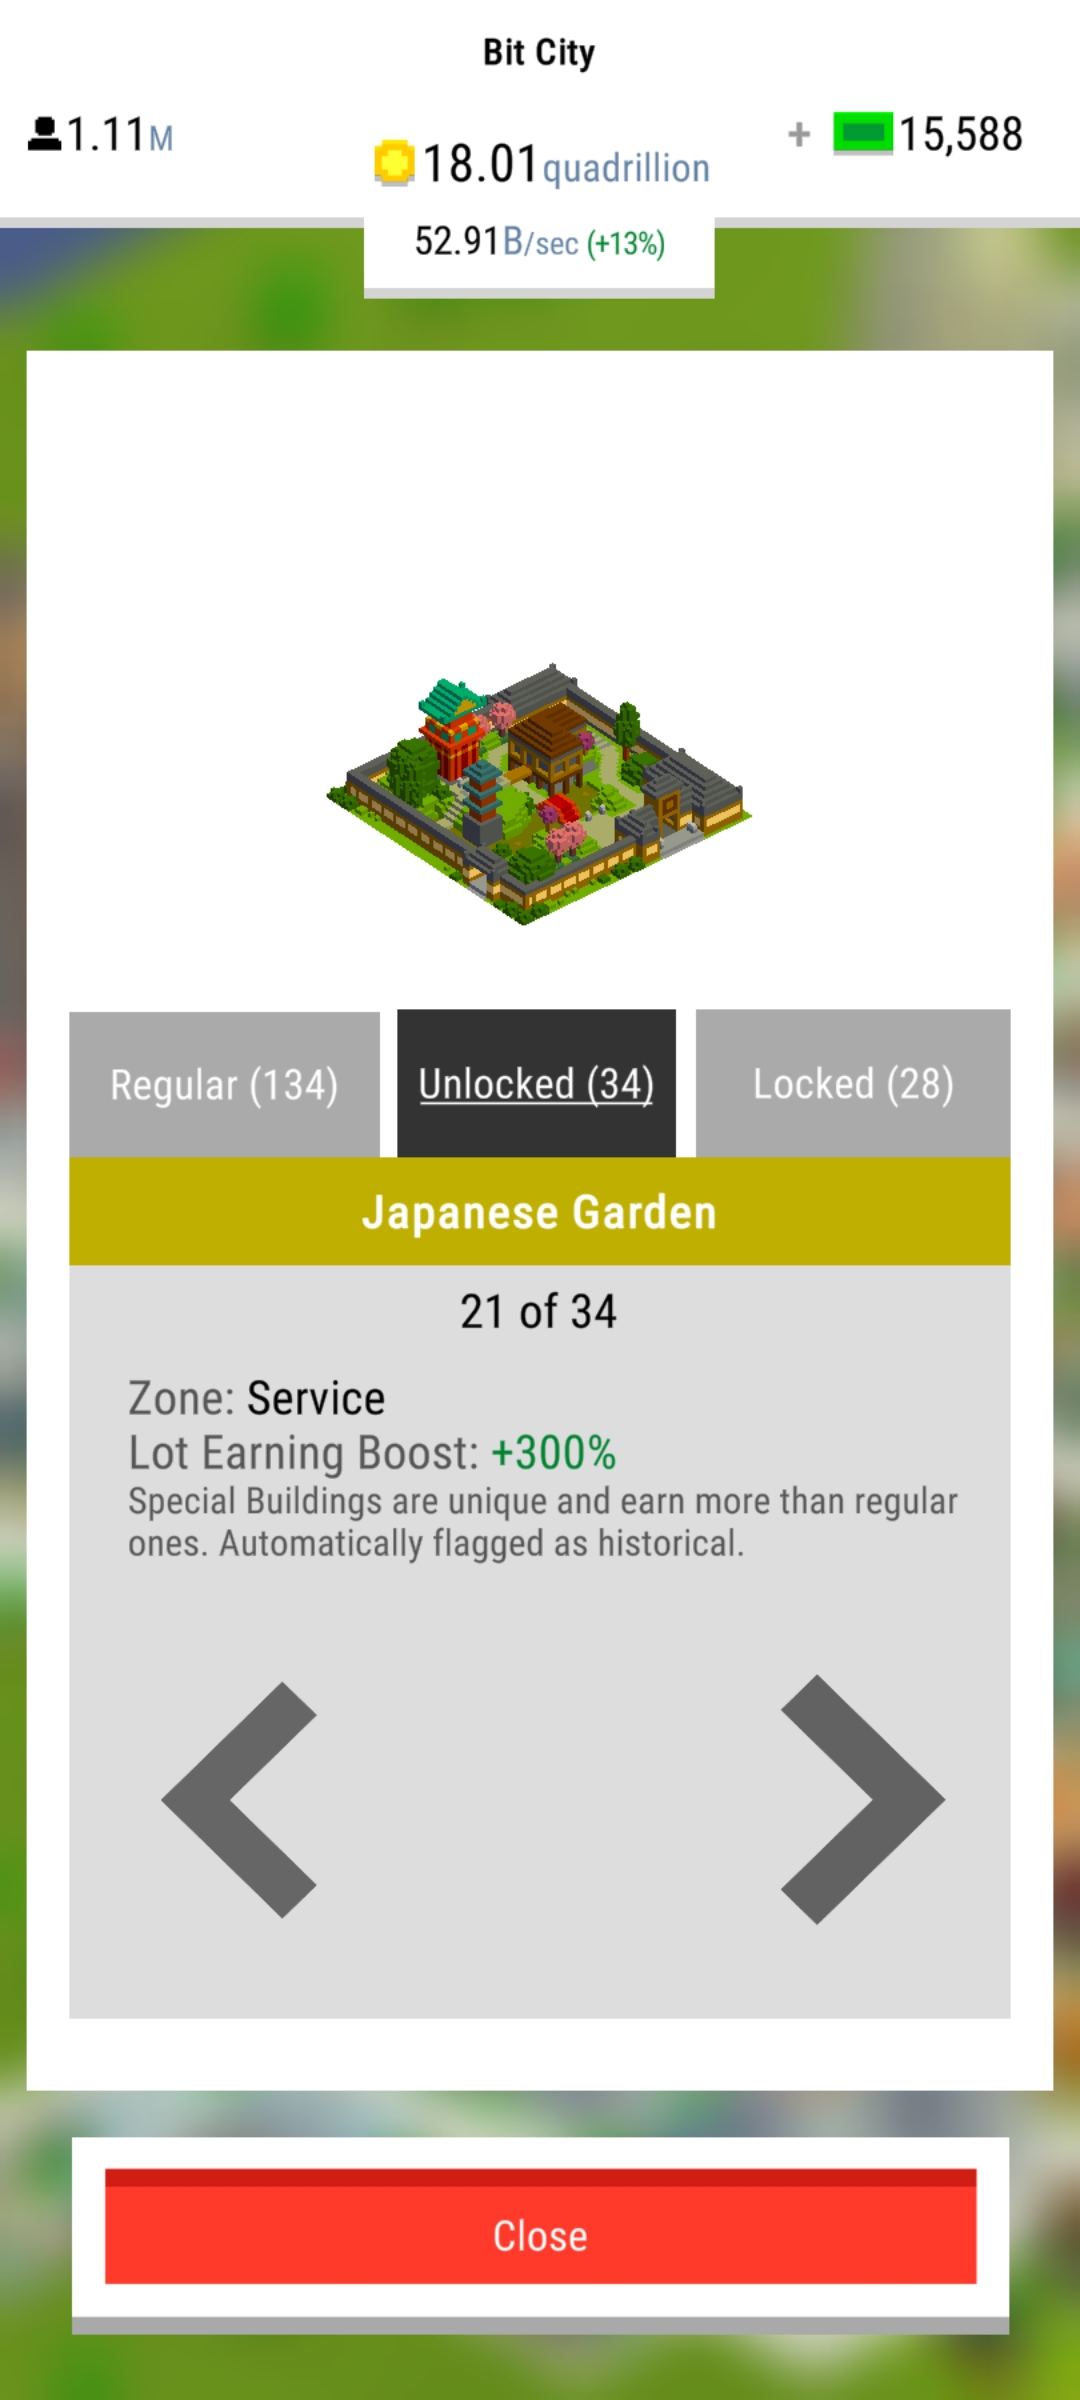 Bit City
1.11M
18.01quadrillion
+ 15,588
52.91B/sec (+13%)
Regular (134)
Unlocked (34)
Locked (28)
Japanese Garden
21 of 34
Zone: Service
Lot Earning Boost: +300%
Special Buildings are unique and earn more than regular
ones. Automatically flagged as historical.
Close